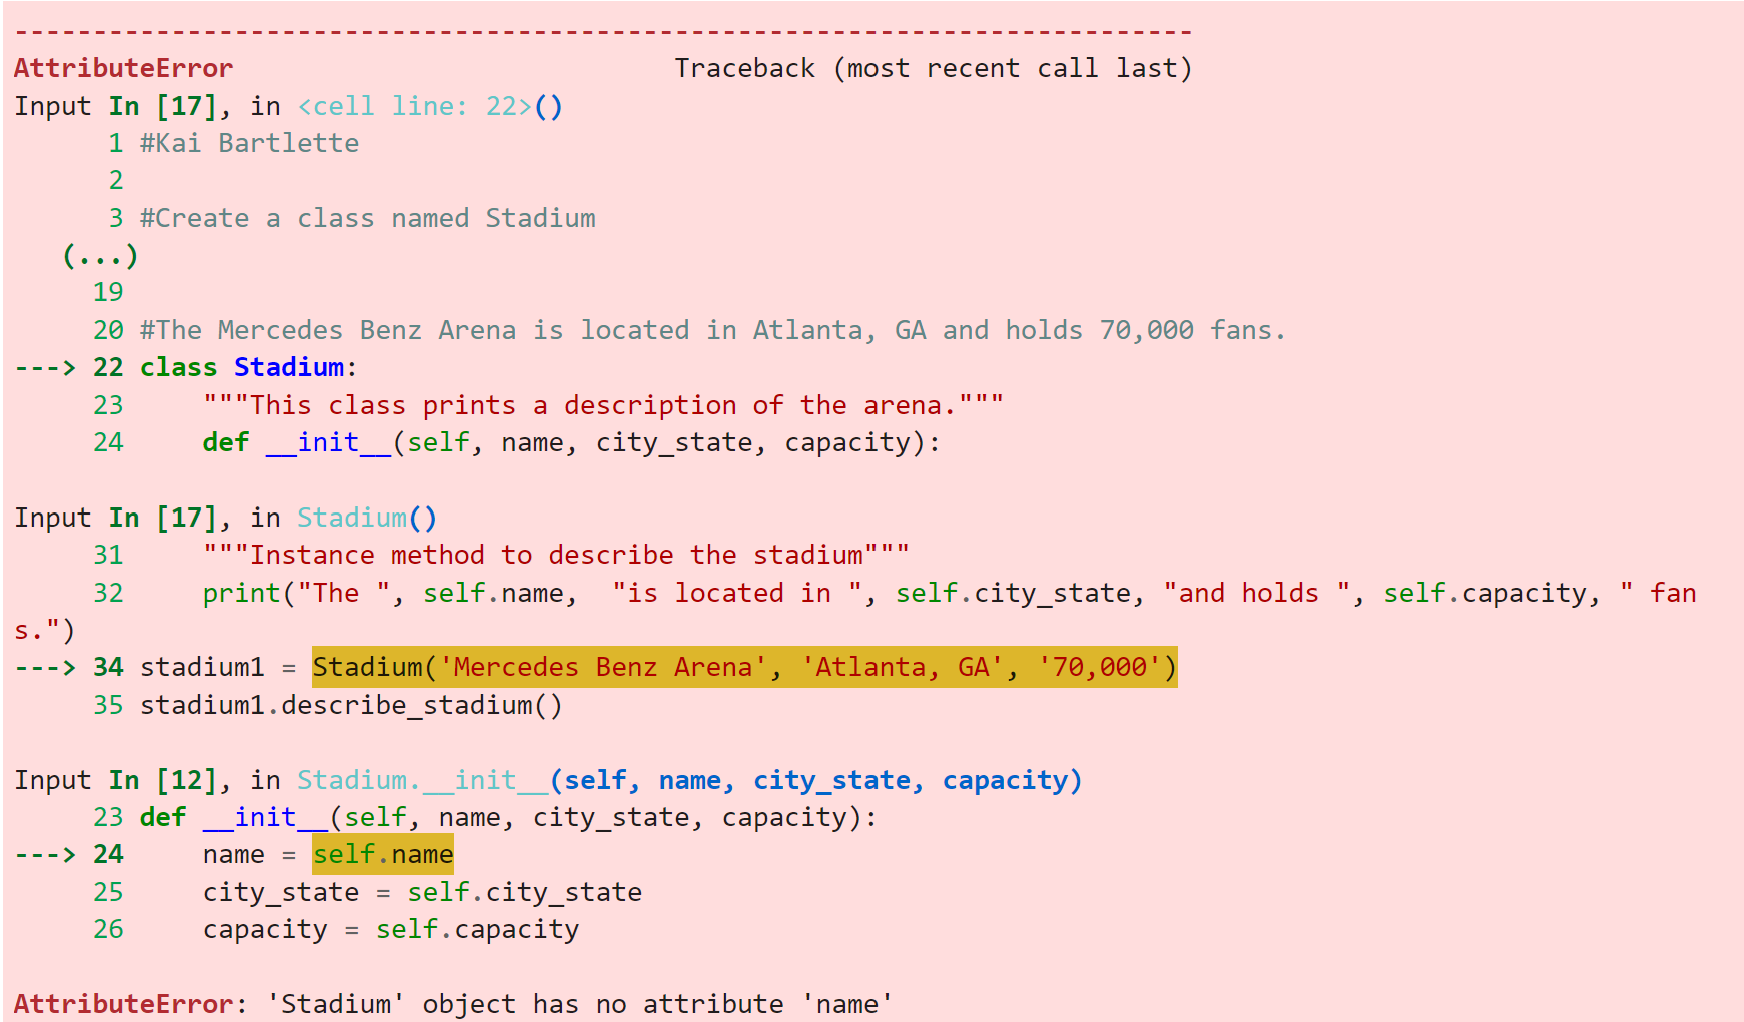 ---------------------------------------------------------------------------
AttributeError                            Traceback (most recent call last)
Input In [17], in <cell line: 22>()
      1 #Kai Bartlette
      2
      3 #Create a class named Stadium
   (...)
     19
     20 #The Mercedes Benz Arena is located in Atlanta, GA and holds 70,000 fans.
---> 22 class Stadium:
     23     """This class prints a description of the arena."""
     24     def __init__(self, name, city_state, capacity):

Input In [17], in Stadium()
     31     """Instance method to describe the stadium"""
     32     print("The ", self.name,  "is located in ", self.city_state, "and holds ", self.capacity, " fan
s.")
---> 34 stadium1 = Stadium('Mercedes Benz Arena', 'Atlanta, GA', '70,000')
     35 stadium1.describe_stadium()

Input In [12], in Stadium.__init__(self, name, city_state, capacity)
     23 def __init__(self, name, city_state, capacity):
---> 24     name = self.name
     25     city_state = self.city_state
     26     capacity = self.capacity

AttributeError: 'Stadium' object has no attribute 'name'